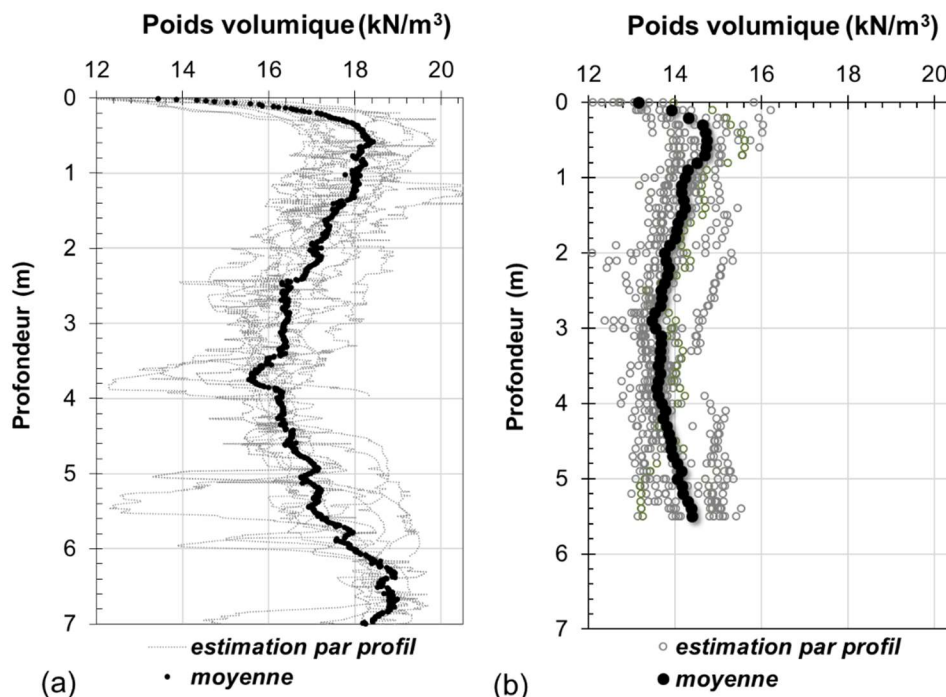 Poids volumique (kN/m³)
12 14 16 18 20
0
1
2
3
4
5
6
7
Profondeur (m)
estimation par profil
moyenne
(a)
Poids volumique (kN/m³)
12 14 16 18 20
0
1
2
3
4
5
6
7
Profondeur (m)
estimation par profil
moyenne
(b)